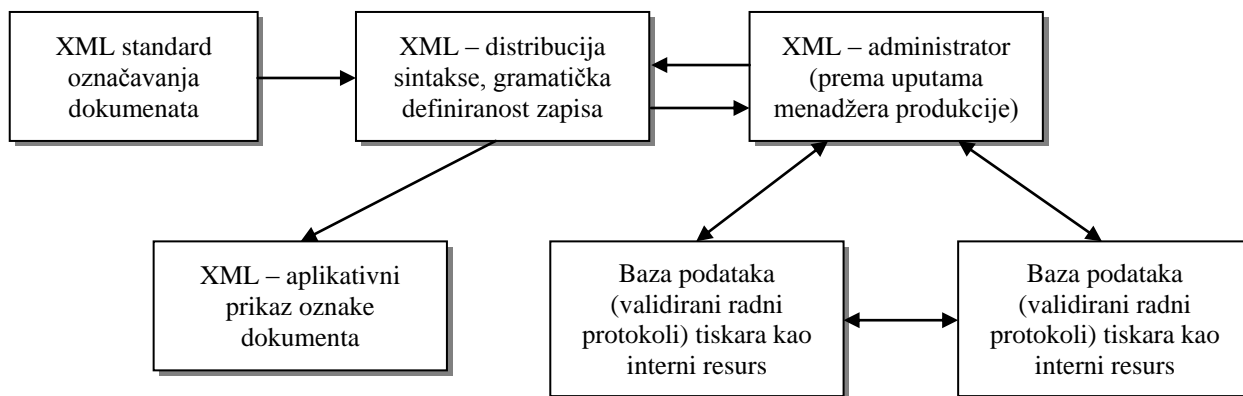 XML standard
označavanja
dokumenata
XML – distribucija
sintakse, gramatička
definiranost zapisa
XML – administrator
(prema uputama
menadžera produkcije)
XML – aplikativni
prikaz oznake
dokumenta
Baza podataka
(validirani radni
protokoli) tiskara kao
interni resurs
Baza podataka
(validirani radni
protokoli) tiskara kao
interni resurs